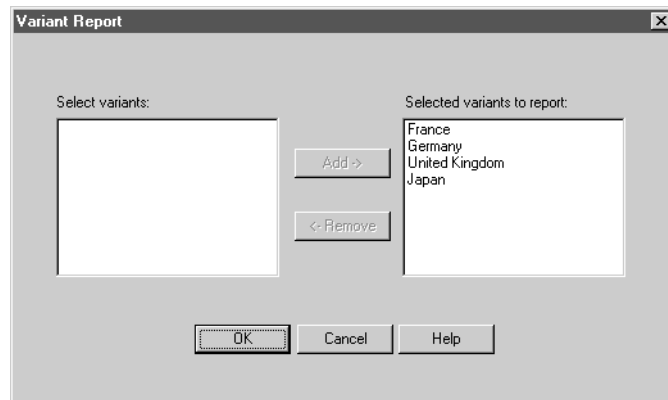 Variant Report
Select variants:
Selected variants to report:
France
Germany
United Kingdom
Japan
Add ->
<- Remove
OK
Cancel
Help